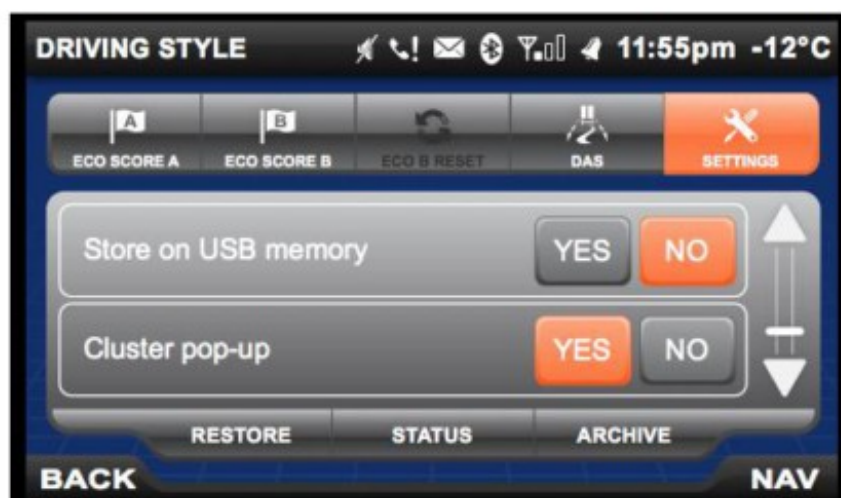 DRIVING STYLE 11:55pm -12°C
A B
ECO SCORE A ECO SCORE B ECO B RESET DAS SETTINGS
Store on USB memory YES NO
Cluster pop-up YES NO
RESTORE STATUS ARCHIVE
BACK NAV